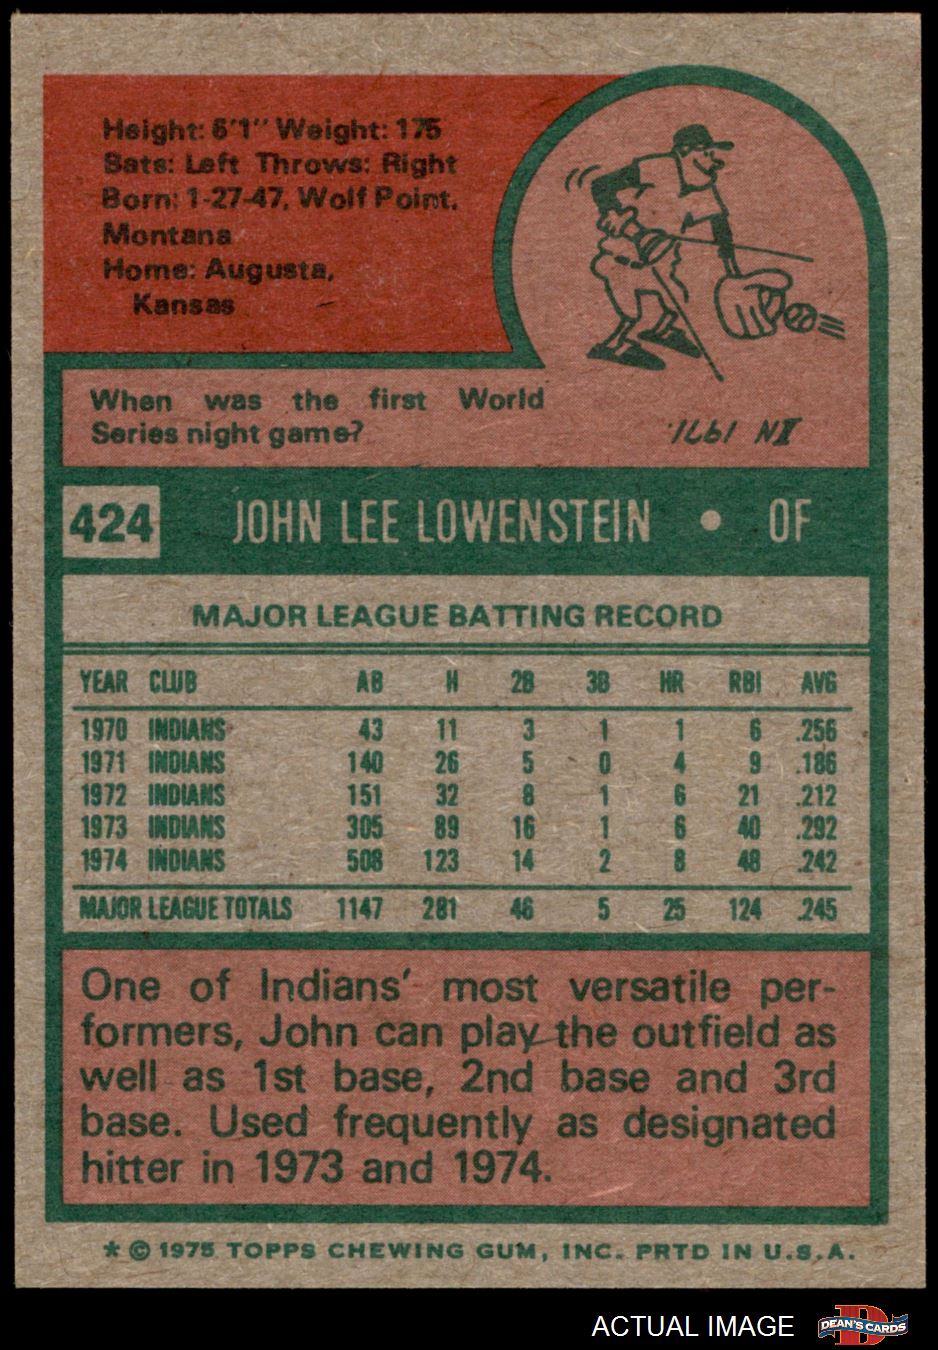 Height: 6'1" Weight: 175
Bats: Left Throws: Right
Born: 1-27-47, Wolf Point,
Montana
Home: Augusta,
Kansas
When was the first World
Series night game?
IN 1971.
424 JOHN LEE LOWENSTEIN • OF
MAJOR LEAGUE BATTING RECORD
YEAR CLUB AB H 2B 3B HR RBI AVG
1970 INDIANS 43 11 3 1 1 6 .256
1971 INDIANS 140 26 5 0 4 9 .186
1972 INDIANS 151 32 8 1 6 21 .212
1973 INDIANS 305 89 16 1 6 40 .292
1974 INDIANS 508 123 14 2 8 48 .242
MAJOR LEAGUE TOTALS 1147 281 46 5 25 124 .245
One of Indians' most versatile per-
formers, John can play the outfield as
well as 1st base, 2nd base and 3rd
base. Used frequently as designated
hitter in 1973 and 1974.
* © 1975 TOPPS CHEWING GUM, INC. PRTD IN U.S.A.
ACTUAL IMAGE DEAN'S CARDS